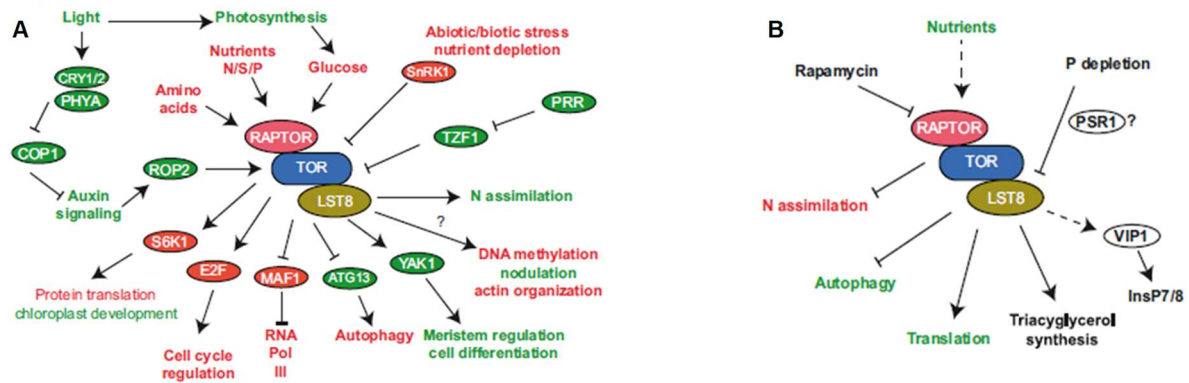 A
Light
Photosynthesis
CRY1/2
PHYA
COP1
Auxin
signaling
ROP2
Amino
acids
Nutrients
N/S/P
Glucose
Abiotic/biotic stress
nutrient depletion
SnRK1
PRR
TZF1
RAPTOR
TOR
LST8
N assimilation
?
DNA methylation
nodulation
actin organization
S6K1
E2F
MAF1
ATG13
YAK1
Protein translation
chloroplast development
Cell cycle
regulation
RNA
Pol
III
Autophagy
Meristem regulation
cell differentiation
B
Nutrients
Rapamycin
P depletion
PSR1 ?
RAPTOR
TOR
LST8
N assimilation
VIP1
InsP7/8
Autophagy
Translation
Triacyglycerol
synthesis